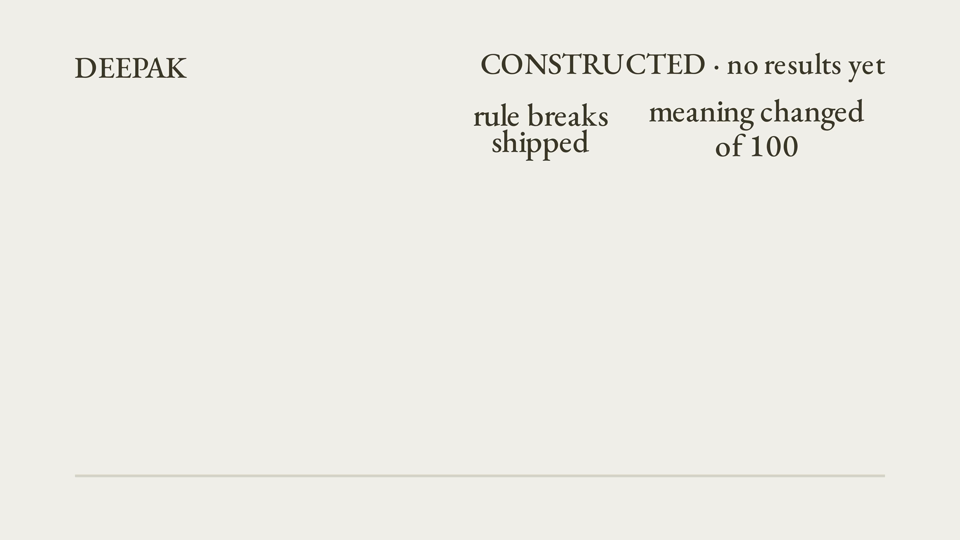 DEEPAK
CONSTRUCTED · no results yet
rule breaks
shipped
meaning changed
of 100